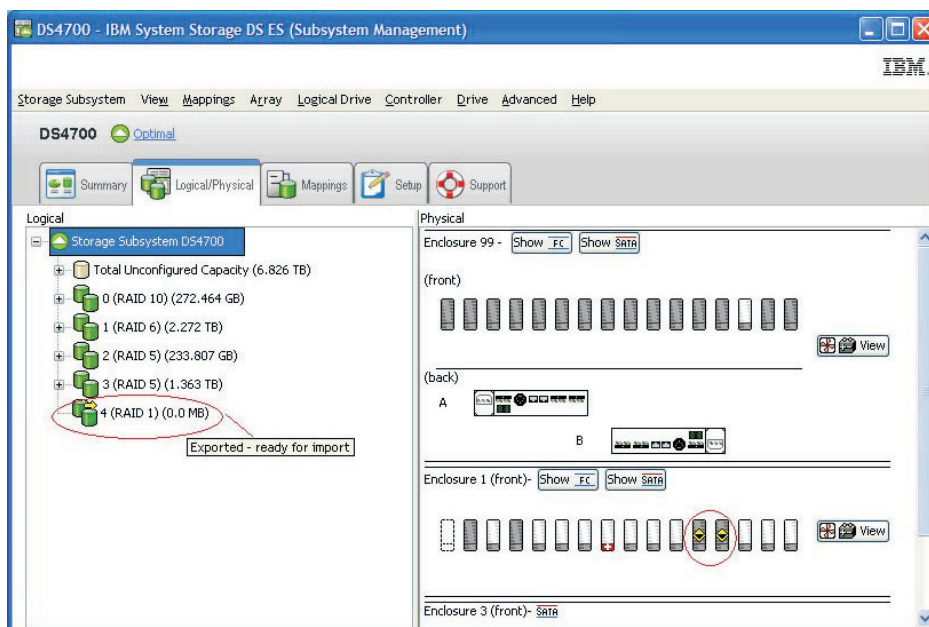 DS4700 - IBM System Storage DS ES (Subsystem Management)
IBM.
Storage Subsystem View Mappings Array Logical Drive Controller Drive Advanced Help
DS4700 Optimal
Summary Logical/Physical Mappings Setup Support
Logical
Storage Subsystem DS4700
Total Unconfigured Capacity (6.826 TB)
0 (RAID 10) (272.464 GB)
1 (RAID 6) (2.272 TB)
2 (RAID 5) (233.807 GB)
3 (RAID 5) (1.363 TB)
4 (RAID 1) (0.0 MB)
Exported - ready for import
Physical
Enclosure 99 - Show FC Show SATA
(front)
View
(back)
A
B
Enclosure 1 (front)- Show FC Show SATA
View
Enclosure 3 (front)- SATA